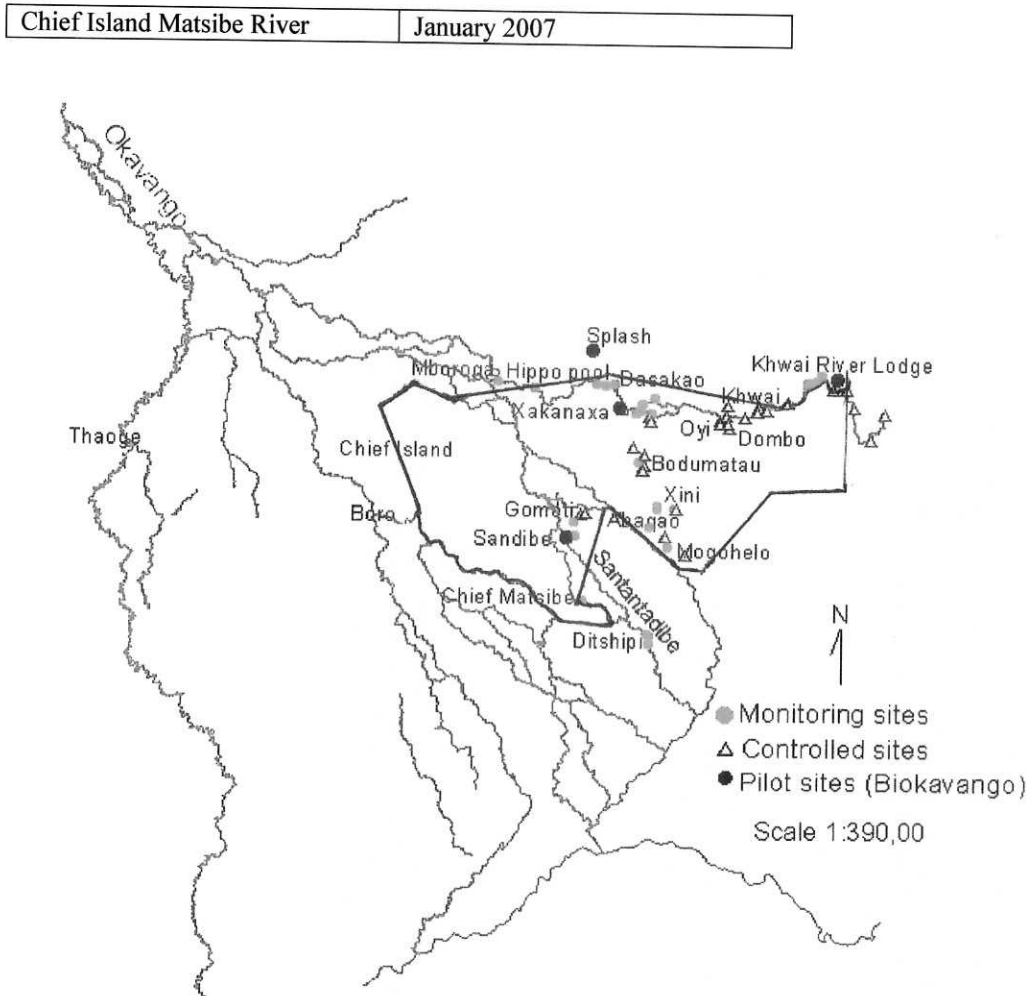 Chief Island Matsibe River January 2007
Okavango
Splash
Khwai River Lodge
Mboroga Hippo pool Dasakao
Khwai
Xakanaxa
Oyi Dombo
Thaoge
Chief Island
Bodumatau
Xini
Boro
Gomoti Abaqao
Sandibe
Mogohelo
Santantadibe
Chief Matsibe
Ditshipi
N
Monitoring sites
Controlled sites
Pilot sites (Biokavango)
Scale 1:390,00